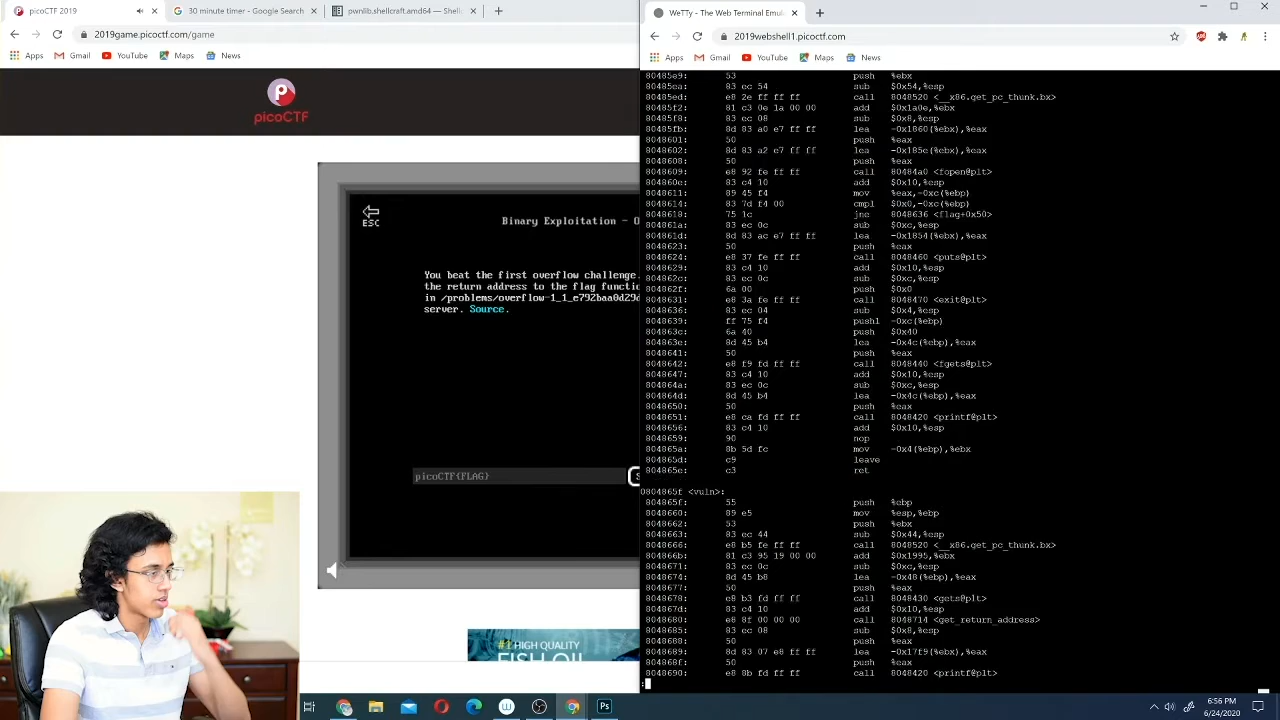 picoCTF 2019
30 minute timer - Google Search
pwnlib.shellcraft.amd64 — Shell
2019game.picoctf.com/game
Apps Gmail YouTube Maps News
picoCTF
ESC
Binary Exploitation - O
You beat the first overflow challenge.
the return address to the flag functio
in /problems/overflow-1_1_e792baa0d29d
server. Source.
picoCTF{FLAG}
#1 HIGH QUALITY
FISH OIL
WeTTy - The Web Terminal Emul
2019webshell1.picoctf.com
Apps Gmail YouTube Maps News
80485e9: 53 push %ebx
80485ea: 83 ec 54 sub $0x54,%esp
80485ed: e8 2e ff ff ff call 8048520 <__x86.get_pc_thunk.bx>
80485f2: 81 c3 0e 1a 00 00 add $0x1a0e,%ebx
80485f8: 83 ec 08 sub $0x8,%esp
80485fb: 8d 83 a0 e7 ff ff lea -0x1860(%ebx),%eax
8048601: 50 push %eax
8048602: 8d 83 a2 e7 ff ff lea -0x185e(%ebx),%eax
8048608: 50 push %eax
8048609: e8 92 fe ff ff call 80484a0 <fopen@plt>
804860e: 83 c4 10 add $0x10,%esp
8048611: 89 45 f4 mov %eax,-0xc(%ebp)
8048614: 83 7d f4 00 cmpl $0x0,-0xc(%ebp)
8048618: 75 1c jne 8048636 <flag+0x50>
804861a: 83 ec 0c sub $0xc,%esp
804861d: 8d 83 ac e7 ff ff lea -0x1854(%ebx),%eax
8048623: 50 push %eax
8048624: e8 37 fe ff ff call 8048460 <puts@plt>
8048629: 83 c4 10 add $0x10,%esp
804862c: 83 ec 0c sub $0xc,%esp
804862f: 6a 00 push $0x0
8048631: e8 3a fe ff ff call 8048470 <exit@plt>
8048636: 83 ec 04 sub $0x4,%esp
8048639: ff 75 f4 pushl -0xc(%ebp)
804863c: 6a 40 push $0x40
804863e: 8d 45 b4 lea -0x4c(%ebp),%eax
8048641: 50 push %eax
8048642: e8 f9 fd ff ff call 8048440 <fgets@plt>
8048647: 83 c4 10 add $0x10,%esp
804864a: 83 ec 0c sub $0xc,%esp
804864d: 8d 45 b4 lea -0x4c(%ebp),%eax
8048650: 50 push %eax
8048651: e8 ca fd ff ff call 8048420 <printf@plt>
8048656: 83 c4 10 add $0x10,%esp
8048659: 90 nop
804865a: 8b 5d fc mov -0x4(%ebp),%ebx
804865d: c9 leave
804865e: c3 ret
0804865f <vuln>:
804865f: 55 push %ebp
8048660: 89 e5 mov %esp,%ebp
8048662: 53 push %ebx
8048663: 83 ec 44 sub $0x44,%esp
8048666: e8 b5 fe ff ff call 8048520 <__x86.get_pc_thunk.bx>
804866b: 81 c3 95 19 00 00 add $0x1995,%ebx
8048671: 83 ec 0c sub $0xc,%esp
8048674: 8d 45 b8 lea -0x48(%ebp),%eax
8048677: 50 push %eax
8048678: e8 b3 fd ff ff call 8048430 <gets@plt>
804867d: 83 c4 10 add $0x10,%esp
8048680: e8 8f 00 00 00 call 8048714 <get_return_address>
8048685: 83 ec 08 sub $0x8,%esp
8048688: 50 push %eax
8048689: 8d 83 07 e8 ff ff lea -0x17f9(%ebx),%eax
804868f: 50 push %eax
8048690: e8 8b fd ff ff call 8048420 <printf@plt>
:
6:56 PM
6/24/2020